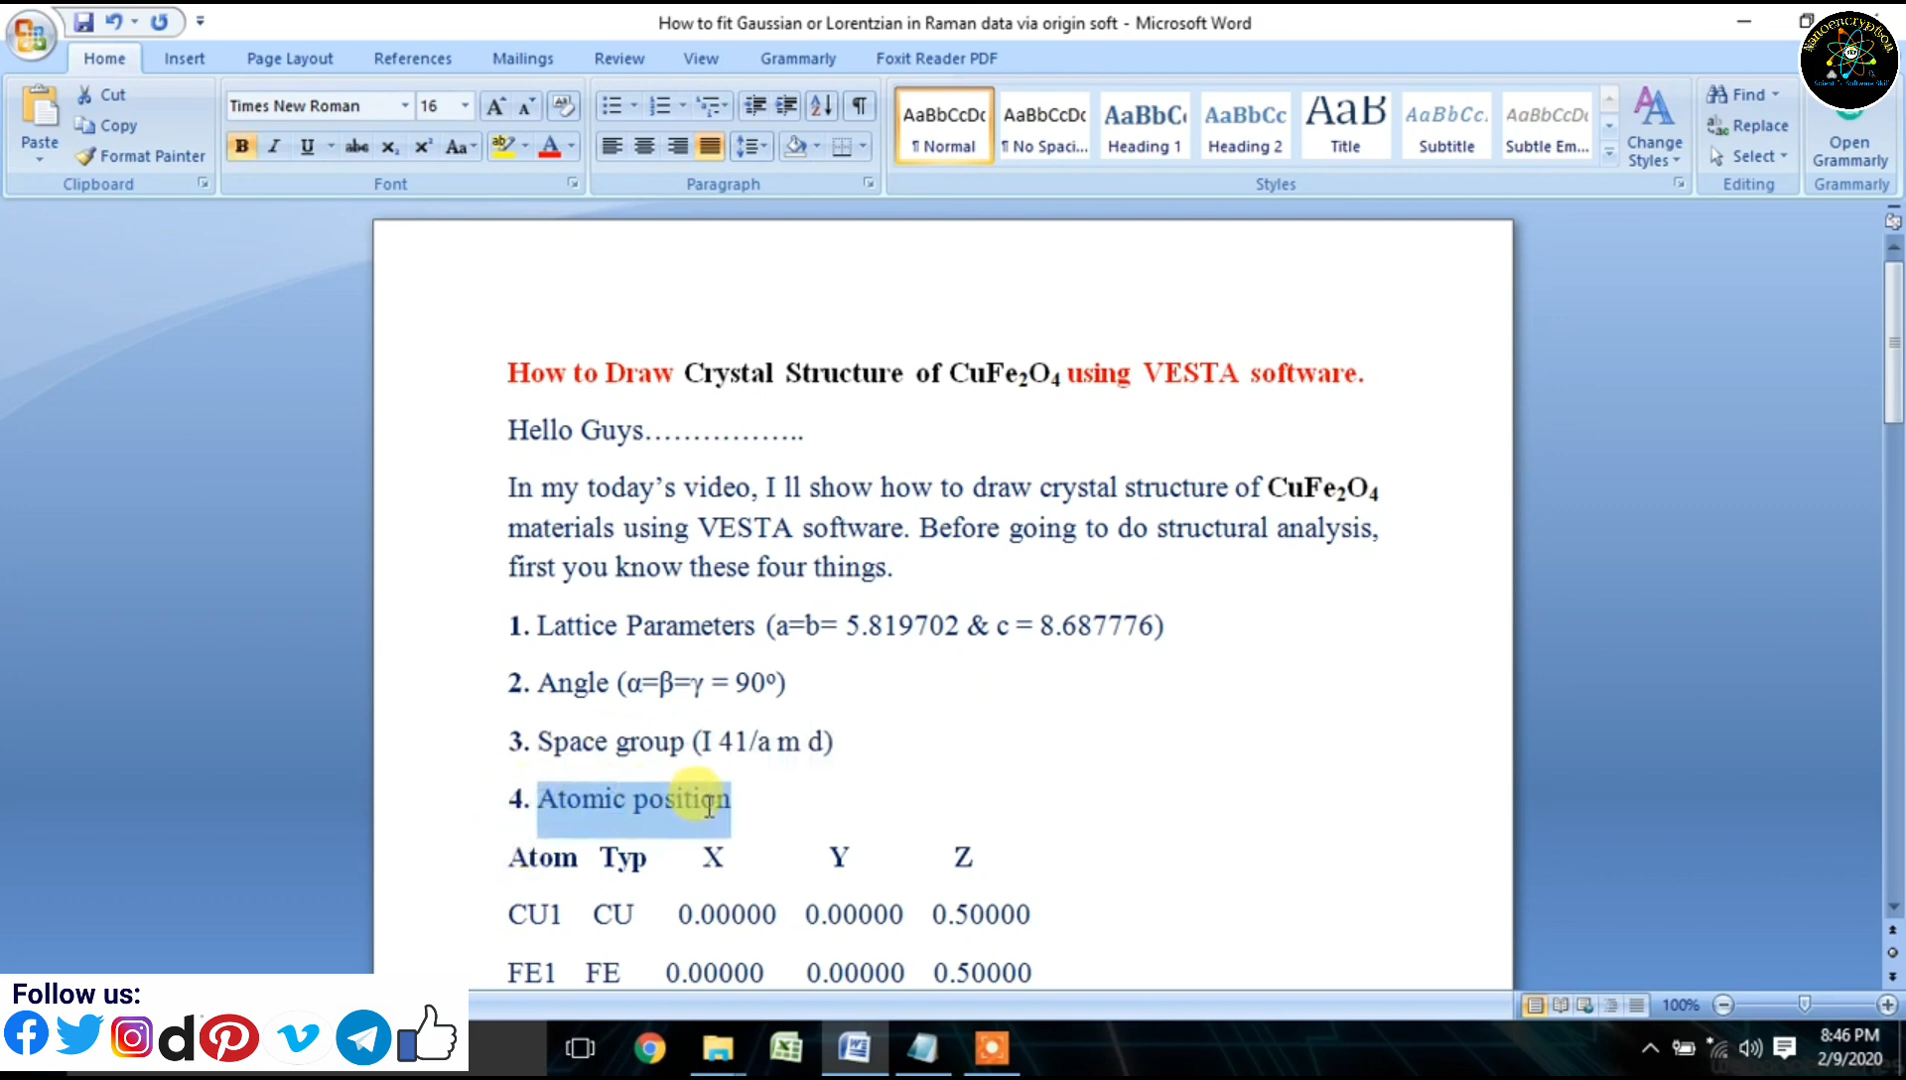 How to fit Gaussian or Lorentzian in Raman data via origin soft - Microsoft Word
Home Insert Page Layout References Mailings Review View Grammarly Foxit Reader PDF
Nanoencryption
Paste
Cut
Copy
Format Painter
Clipboard
Times New Roman 16
B I U abc X₂ X² Aa
Font
Paragraph
AaBbCcDc AaBbCcDc AaBbC AaBbCc AaB AaBbCc. AaBbCcDc
¶ Normal ¶ No Spaci... Heading 1 Heading 2 Title Subtitle Subtle Em...
Change Styles
Styles
Find
Replace
Select
Editing
Open Grammarly
Grammarly
How to Draw Crystal Structure of CuFe₂O₄ using VESTA software.
Hello Guys……………..
In my today’s video, I ll show how to draw crystal structure of CuFe₂O₄
materials using VESTA software. Before going to do structural analysis,
first you know these four things.
1. Lattice Parameters (a=b= 5.819702 & c = 8.687776)
2. Angle (α=β=γ = 90º)
3. Space group (I 41/a m d)
4. Atomic position
Atom Typ X Y Z
CU1 CU 0.00000 0.00000 0.50000
FE1 FE 0.00000 0.00000 0.50000
Follow us:
100%
8:46 PM
2/9/2020